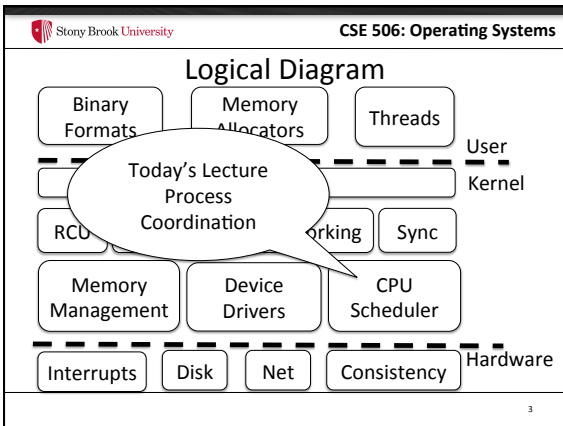 Stony Brook University CSE 506: Operating Systems
Logical Diagram
Binary Formats
Memory Allocators
Threads
User
Today's Lecture
Process
Coordination
Kernel
RCU
Sync
Memory Management
Device Drivers
CPU Scheduler
Hardware
Interrupts Disk Net Consistency
3